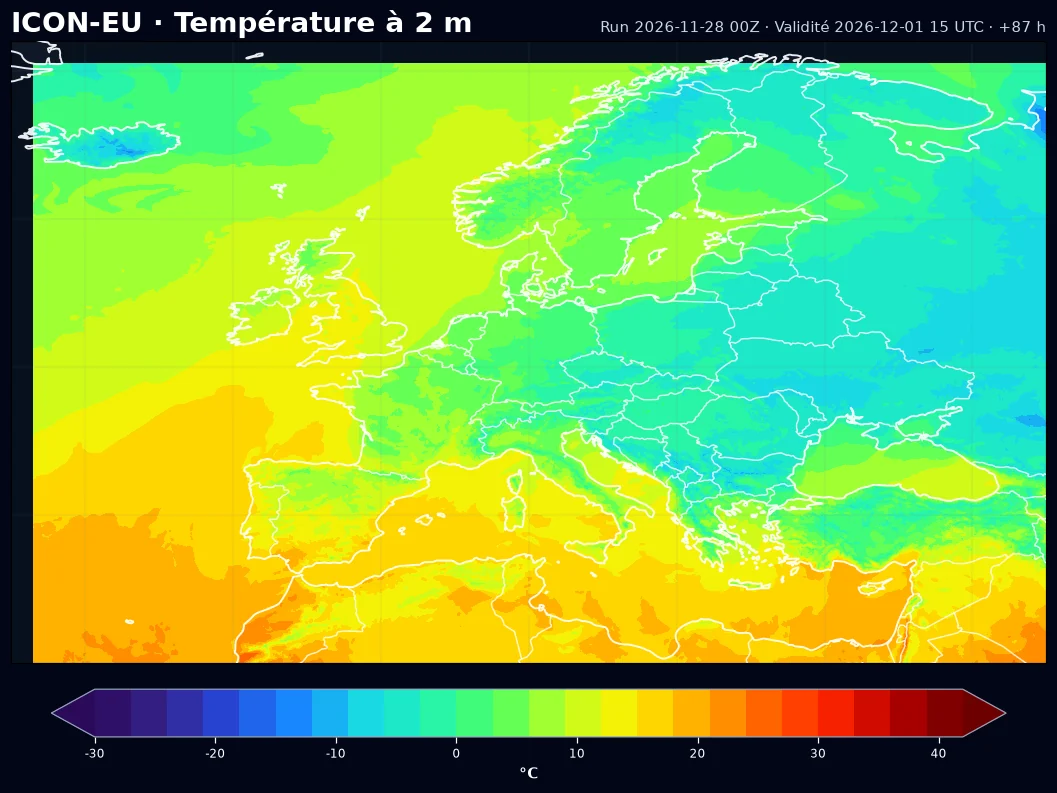 ICON-EU · Température à 2 m
Run 2026-11-28 00Z · Validité 2026-12-01 15 UTC · +87 h
-30 -20 -10 0 10 20 30 40
°C